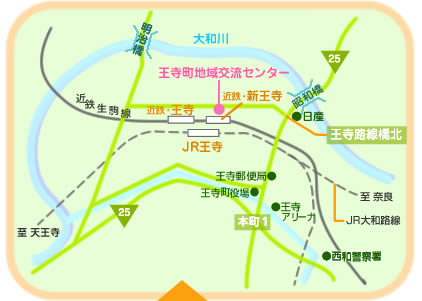 明治橋
大和川
25
王寺町地域交流センター
昭和橋
近鉄生駒線
近鉄・王寺
近鉄・新王寺
日産
王寺路線橋北
JR王寺
王寺郵便局
王寺町役場
至 奈良
王寺
アリーナ
25
本町1
JR大和路線
至 天王寺
西和警察署